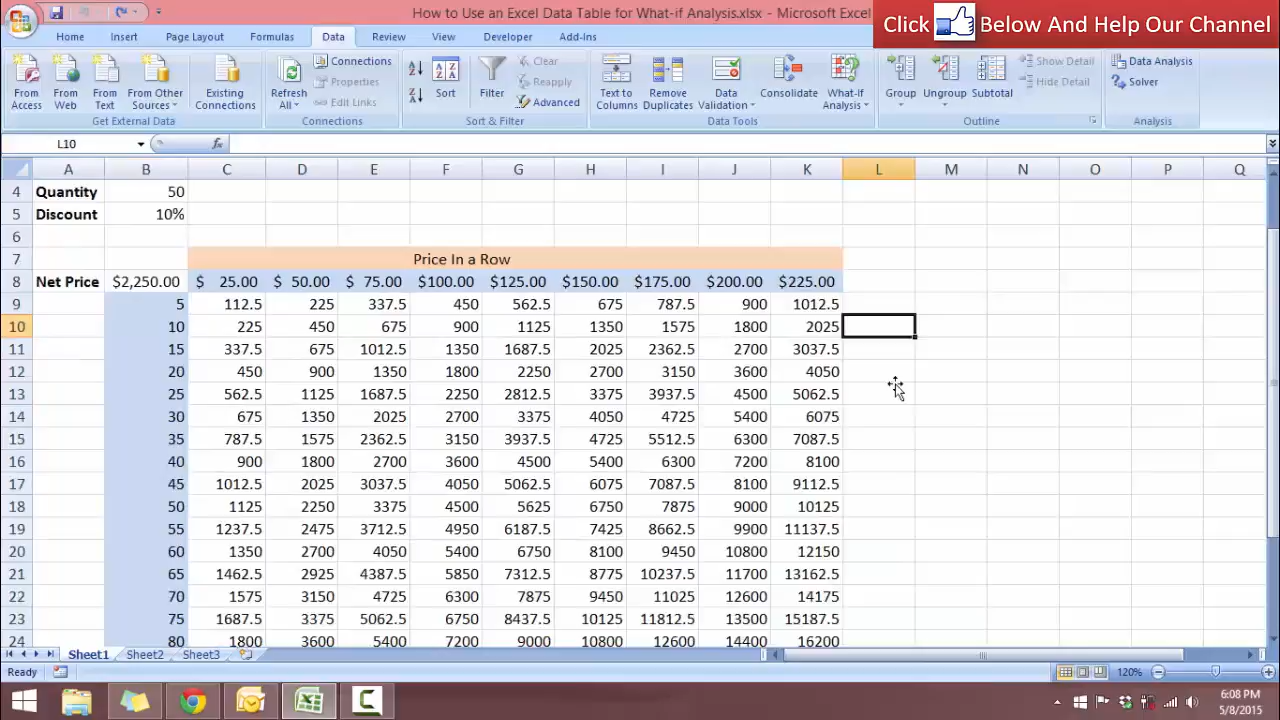 How to Use an Excel Data Table for What-if Analysis.xlsx - Microsoft Excel
Click Below And Help Our Channel
Home Insert Page Layout Formulas Data Review View Developer Add-Ins
From Access
From Web
From Text
From Other Sources
Existing Connections
Get External Data
Refresh All
Connections
Properties
Edit Links
Connections
Sort
Filter
Clear
Reapply
Advanced
Sort & Filter
Text to Columns
Remove Duplicates
Data Validation
Consolidate
What-If Analysis
Data Tools
Group
Ungroup
Subtotal
Show Detail
Hide Detail
Outline
Data Analysis
Solver
Analysis
L10 fx
A B C D E F G H I J K L M N O P Q
4 Quantity 50
5 Discount 10%
6
7 Price In a Row
8 Net Price $2,250.00 $ 25.00 $ 50.00 $ 75.00 $100.00 $125.00 $150.00 $175.00 $200.00 $225.00
9 5 112.5 225 337.5 450 562.5 675 787.5 900 1012.5
10 10 225 450 675 900 1125 1350 1575 1800 2025
11 15 337.5 675 1012.5 1350 1687.5 2025 2362.5 2700 3037.5
12 20 450 900 1350 1800 2250 2700 3150 3600 4050
13 25 562.5 1125 1687.5 2250 2812.5 3375 3937.5 4500 5062.5
14 30 675 1350 2025 2700 3375 4050 4725 5400 6075
15 35 787.5 1575 2362.5 3150 3937.5 4725 5512.5 6300 7087.5
16 40 900 1800 2700 3600 4500 5400 6300 7200 8100
17 45 1012.5 2025 3037.5 4050 5062.5 6075 7087.5 8100 9112.5
18 50 1125 2250 3375 4500 5625 6750 7875 9000 10125
19 55 1237.5 2475 3712.5 4950 6187.5 7425 8662.5 9900 11137.5
20 60 1350 2700 4050 5400 6750 8100 9450 10800 12150
21 65 1462.5 2925 4387.5 5850 7312.5 8775 10237.5 11700 13162.5
22 70 1575 3150 4725 6300 7875 9450 11025 12600 14175
23 75 1687.5 3375 5062.5 6750 8437.5 10125 11812.5 13500 15187.5
24 80 1800 3600 5400 7200 9000 10800 12600 14400 16200
Sheet1 Sheet2 Sheet3
Ready 120%
6:08 PM
5/8/2015